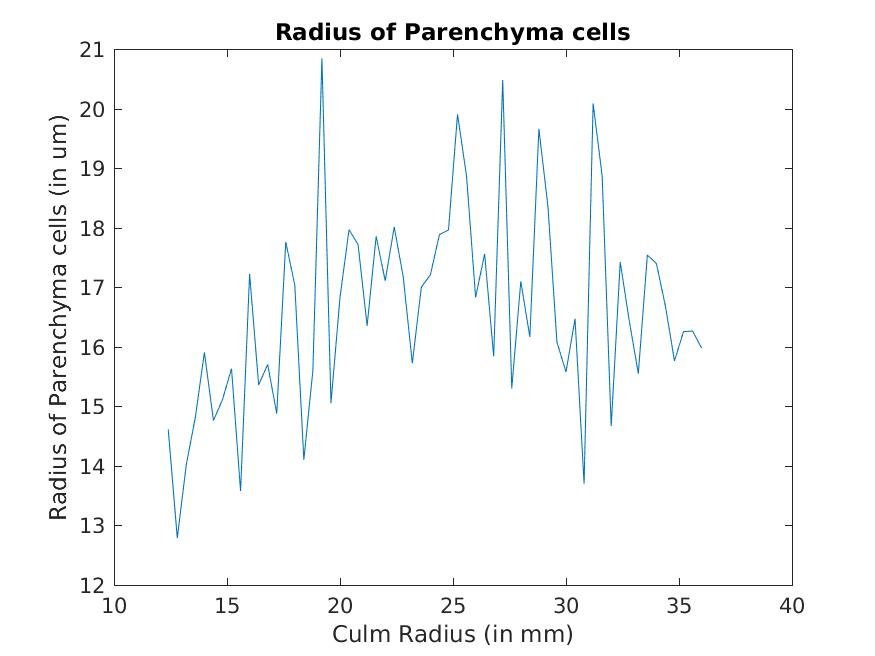 Radius of Parenchyma cells
Radius of Parenchyma cells (in um)
21
20
19
18
17
16
15
14
13
12
10 15 20 25 30 35 40
Culm Radius (in mm)